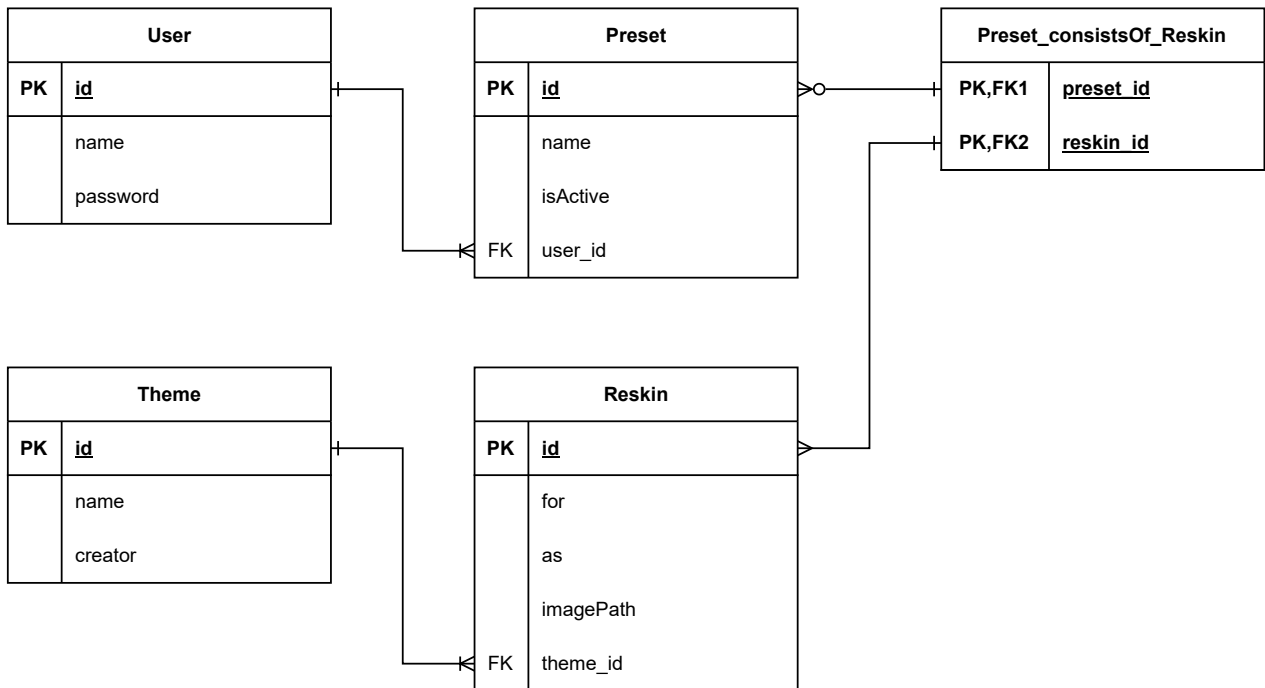 User
PK id
name
password
Preset
PK id
name
isActive
FK user_id
Preset_consistsOf_Reskin
PK,FK1 preset_id
PK,FK2 reskin_id
Theme
PK id
name
creator
Reskin
PK id
for
as
imagePath
FK theme_id